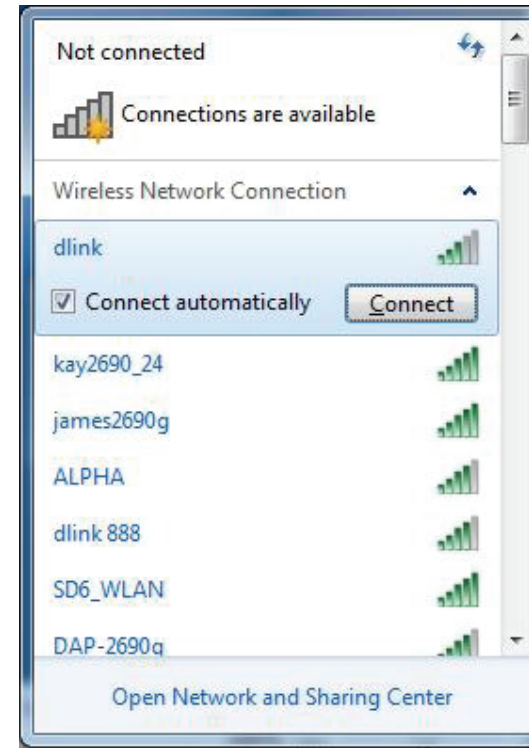 Not connected
Connections are available
Wireless Network Connection
dlink
Connect automatically Connect
kay2690_24
james2690g
ALPHA
dlink 888
SD6_WLAN
DAP-2690g
Open Network and Sharing Center